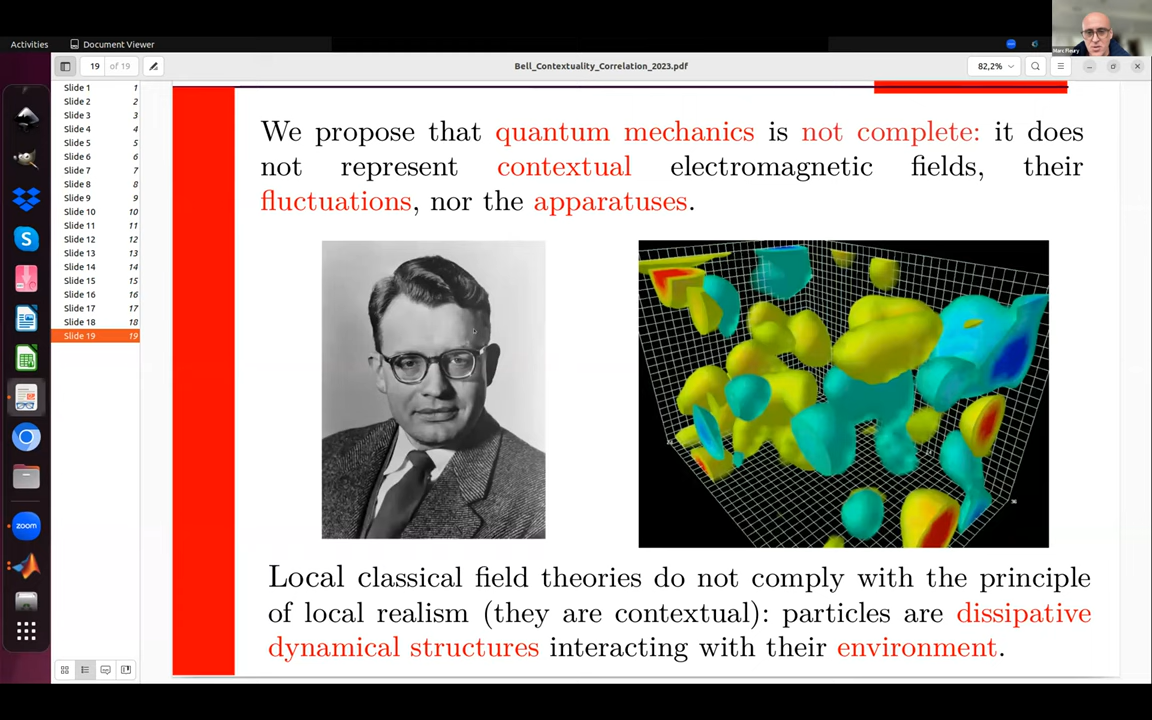 Activities
Document Viewer
19 of 19
Bell_Contextuality_Correlation_2023.pdf
82,2%
Marc Fleury
Slide 1 1
Slide 2 2
Slide 3 3
Slide 4 4
Slide 5 5
Slide 6 6
Slide 7 7
Slide 8 8
Slide 9 9
Slide 10 10
Slide 11 11
Slide 12 12
Slide 13 13
Slide 14 14
Slide 15 15
Slide 16 16
Slide 17 17
Slide 18 18
Slide 19 19
We propose that quantum mechanics is not complete: it does
not represent contextual electromagnetic fields, their
fluctuations, nor the apparatuses.
Local classical field theories do not comply with the principle
of local realism (they are contextual): particles are dissipative
dynamical structures interacting with their environment.
S
zoom